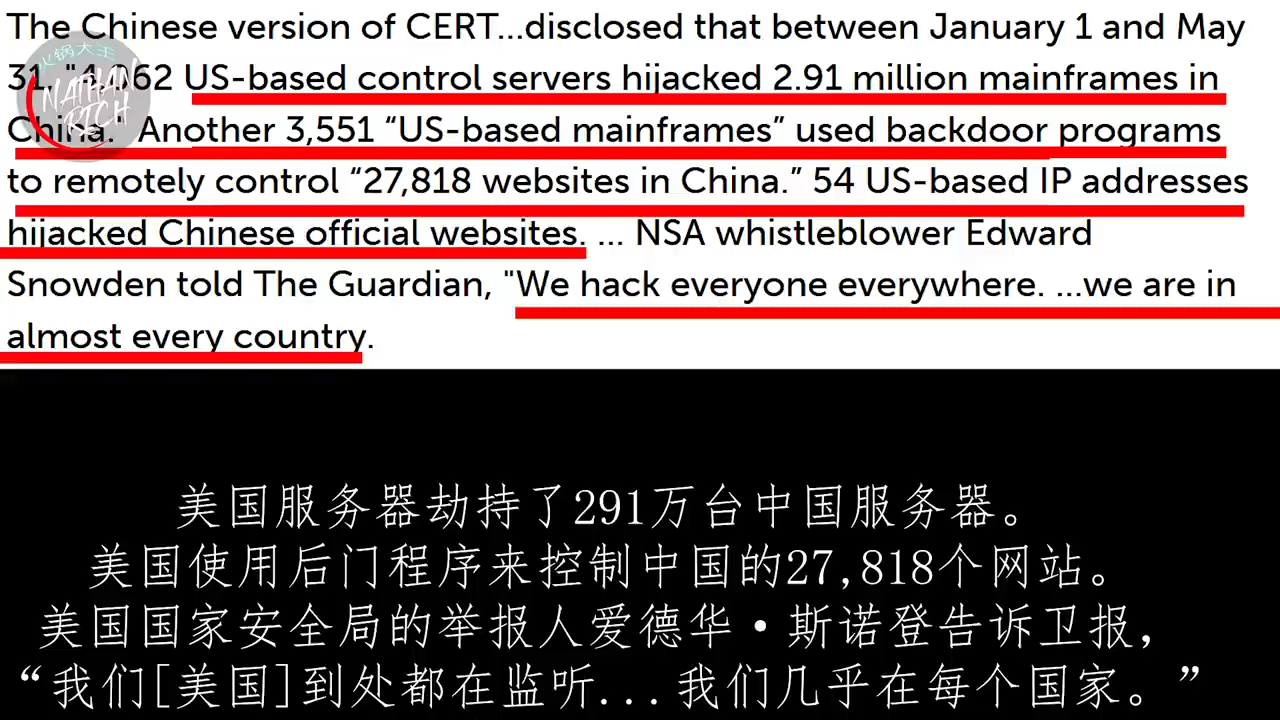 The Chinese version of CERT...disclosed that between January 1 and May
31, "4,062 US-based control servers hijacked 2.91 million mainframes in
China." Another 3,551 “US-based mainframes” used backdoor programs
to remotely control “27,818 websites in China.” 54 US-based IP addresses
hijacked Chinese official websites. ... NSA whistleblower Edward
Snowden told The Guardian, "We hack everyone everywhere. ...we are in
almost every country.
火锅大王
NATHAN
RICH
美国服务器劫持了291万台中国服务器。
美国使用后门程序来控制中国的27,818个网站。
美国国家安全局的举报人爱德华·斯诺登告诉卫报，
“我们[美国]到处都在监听...我们几乎在每个国家。”